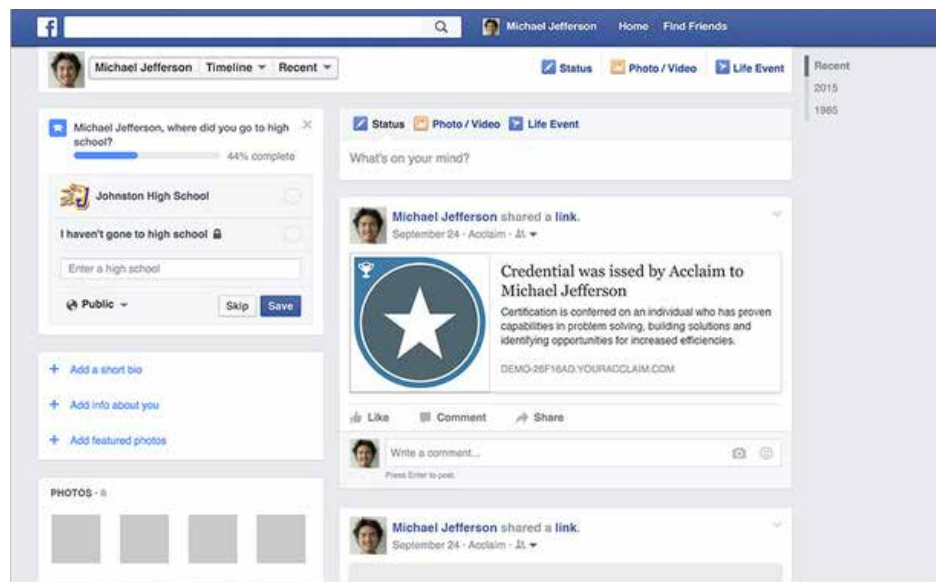 f
Michael Jefferson Home Find Friends
Michael Jefferson Timeline Recent
Status Photo / Video Life Event
Recent
2015
1985
Michael Jefferson, where did you go to high
school?
44% complete
Johnston High School
I haven't gone to high school
Enter a high school
Public
Skip Save
+ Add a short bio
+ Add info about you
+ Add featured photos
PHOTOS · 8
Status Photo / Video Life Event
What's on your mind?
Michael Jefferson shared a link.
September 24 · Acclaim ·
Credential was issed by Acclaim to
Michael Jefferson
Certification is conferred on an individual who has proven
capabilities in problem solving, building solutions and
identifying opportunities for increased efficiencies.
DEMO-26F16AD.YOURACCLAIM.COM
Like Comment Share
Write a comment...
Press Enter to post.
Michael Jefferson shared a link.
September 24 · Acclaim ·